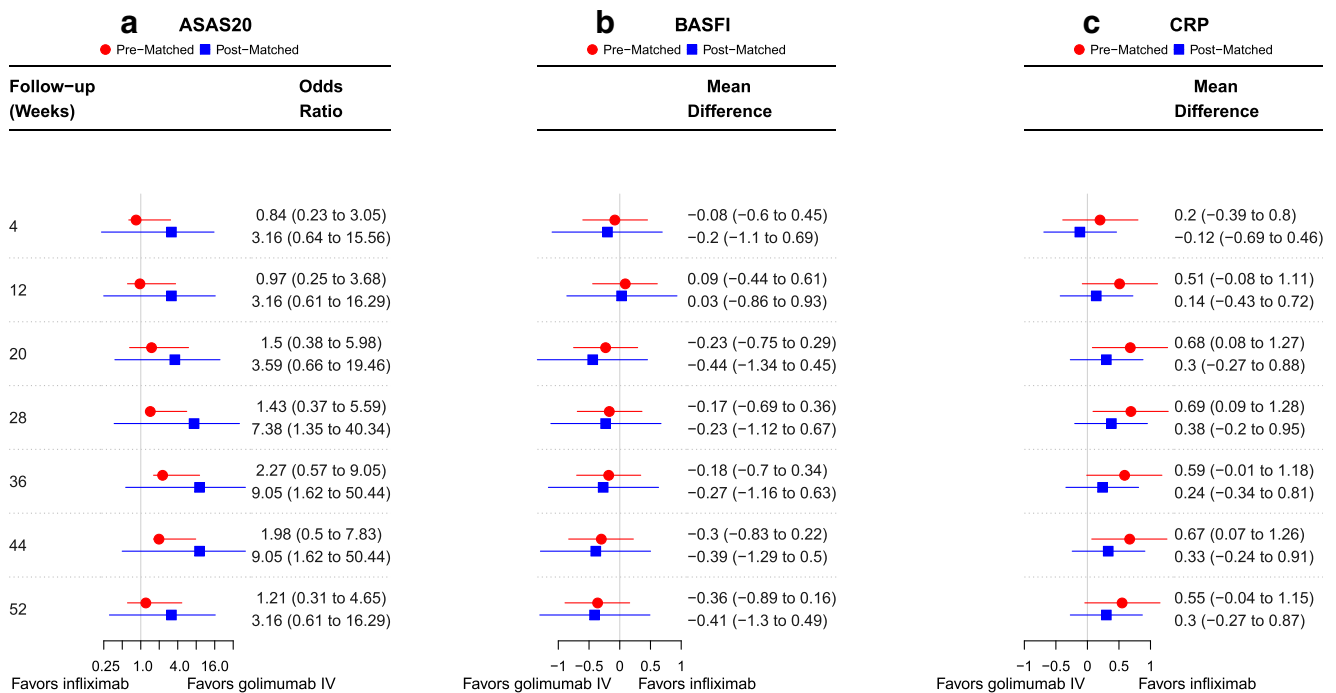 a ASAS20
Pre−Matched Post−Matched
Follow−up (Weeks) Odds Ratio
4 0.84 (0.23 to 3.05)
3.16 (0.64 to 15.56)
12 0.97 (0.25 to 3.68)
3.16 (0.61 to 16.29)
20 1.5 (0.38 to 5.98)
3.59 (0.66 to 19.46)
28 1.43 (0.37 to 5.59)
7.38 (1.35 to 40.34)
36 2.27 (0.57 to 9.05)
9.05 (1.62 to 50.44)
44 1.98 (0.5 to 7.83)
9.05 (1.62 to 50.44)
52 1.21 (0.31 to 4.65)
3.16 (0.61 to 16.29)
0.25 1.0 4.0 16.0
Favors infliximab Favors golimumab IV
b BASFI
Pre−Matched Post−Matched
Mean
Difference
−0.08 (−0.6 to 0.45)
−0.2 (−1.1 to 0.69)
0.09 (−0.44 to 0.61)
0.03 (−0.86 to 0.93)
−0.23 (−0.75 to 0.29)
−0.44 (−1.34 to 0.45)
−0.17 (−0.69 to 0.36)
−0.23 (−1.12 to 0.67)
−0.18 (−0.7 to 0.34)
−0.27 (−1.16 to 0.63)
−0.3 (−0.83 to 0.22)
−0.39 (−1.29 to 0.5)
−0.36 (−0.89 to 0.16)
−0.41 (−1.3 to 0.49)
−1 −0.5 0 0.5 1
Favors golimumab IV Favors infliximab
c CRP
Pre−Matched Post−Matched
Mean
Difference
0.2 (−0.39 to 0.8)
−0.12 (−0.69 to 0.46)
0.51 (−0.08 to 1.11)
0.14 (−0.43 to 0.72)
0.68 (0.08 to 1.27)
0.3 (−0.27 to 0.88)
0.69 (0.09 to 1.28)
0.38 (−0.2 to 0.95)
0.59 (−0.01 to 1.18)
0.24 (−0.34 to 0.81)
0.67 (0.07 to 1.26)
0.33 (−0.24 to 0.91)
0.55 (−0.04 to 1.15)
0.3 (−0.27 to 0.87)
−1 −0.5 0 0.5 1
Favors golimumab IV Favors infliximab